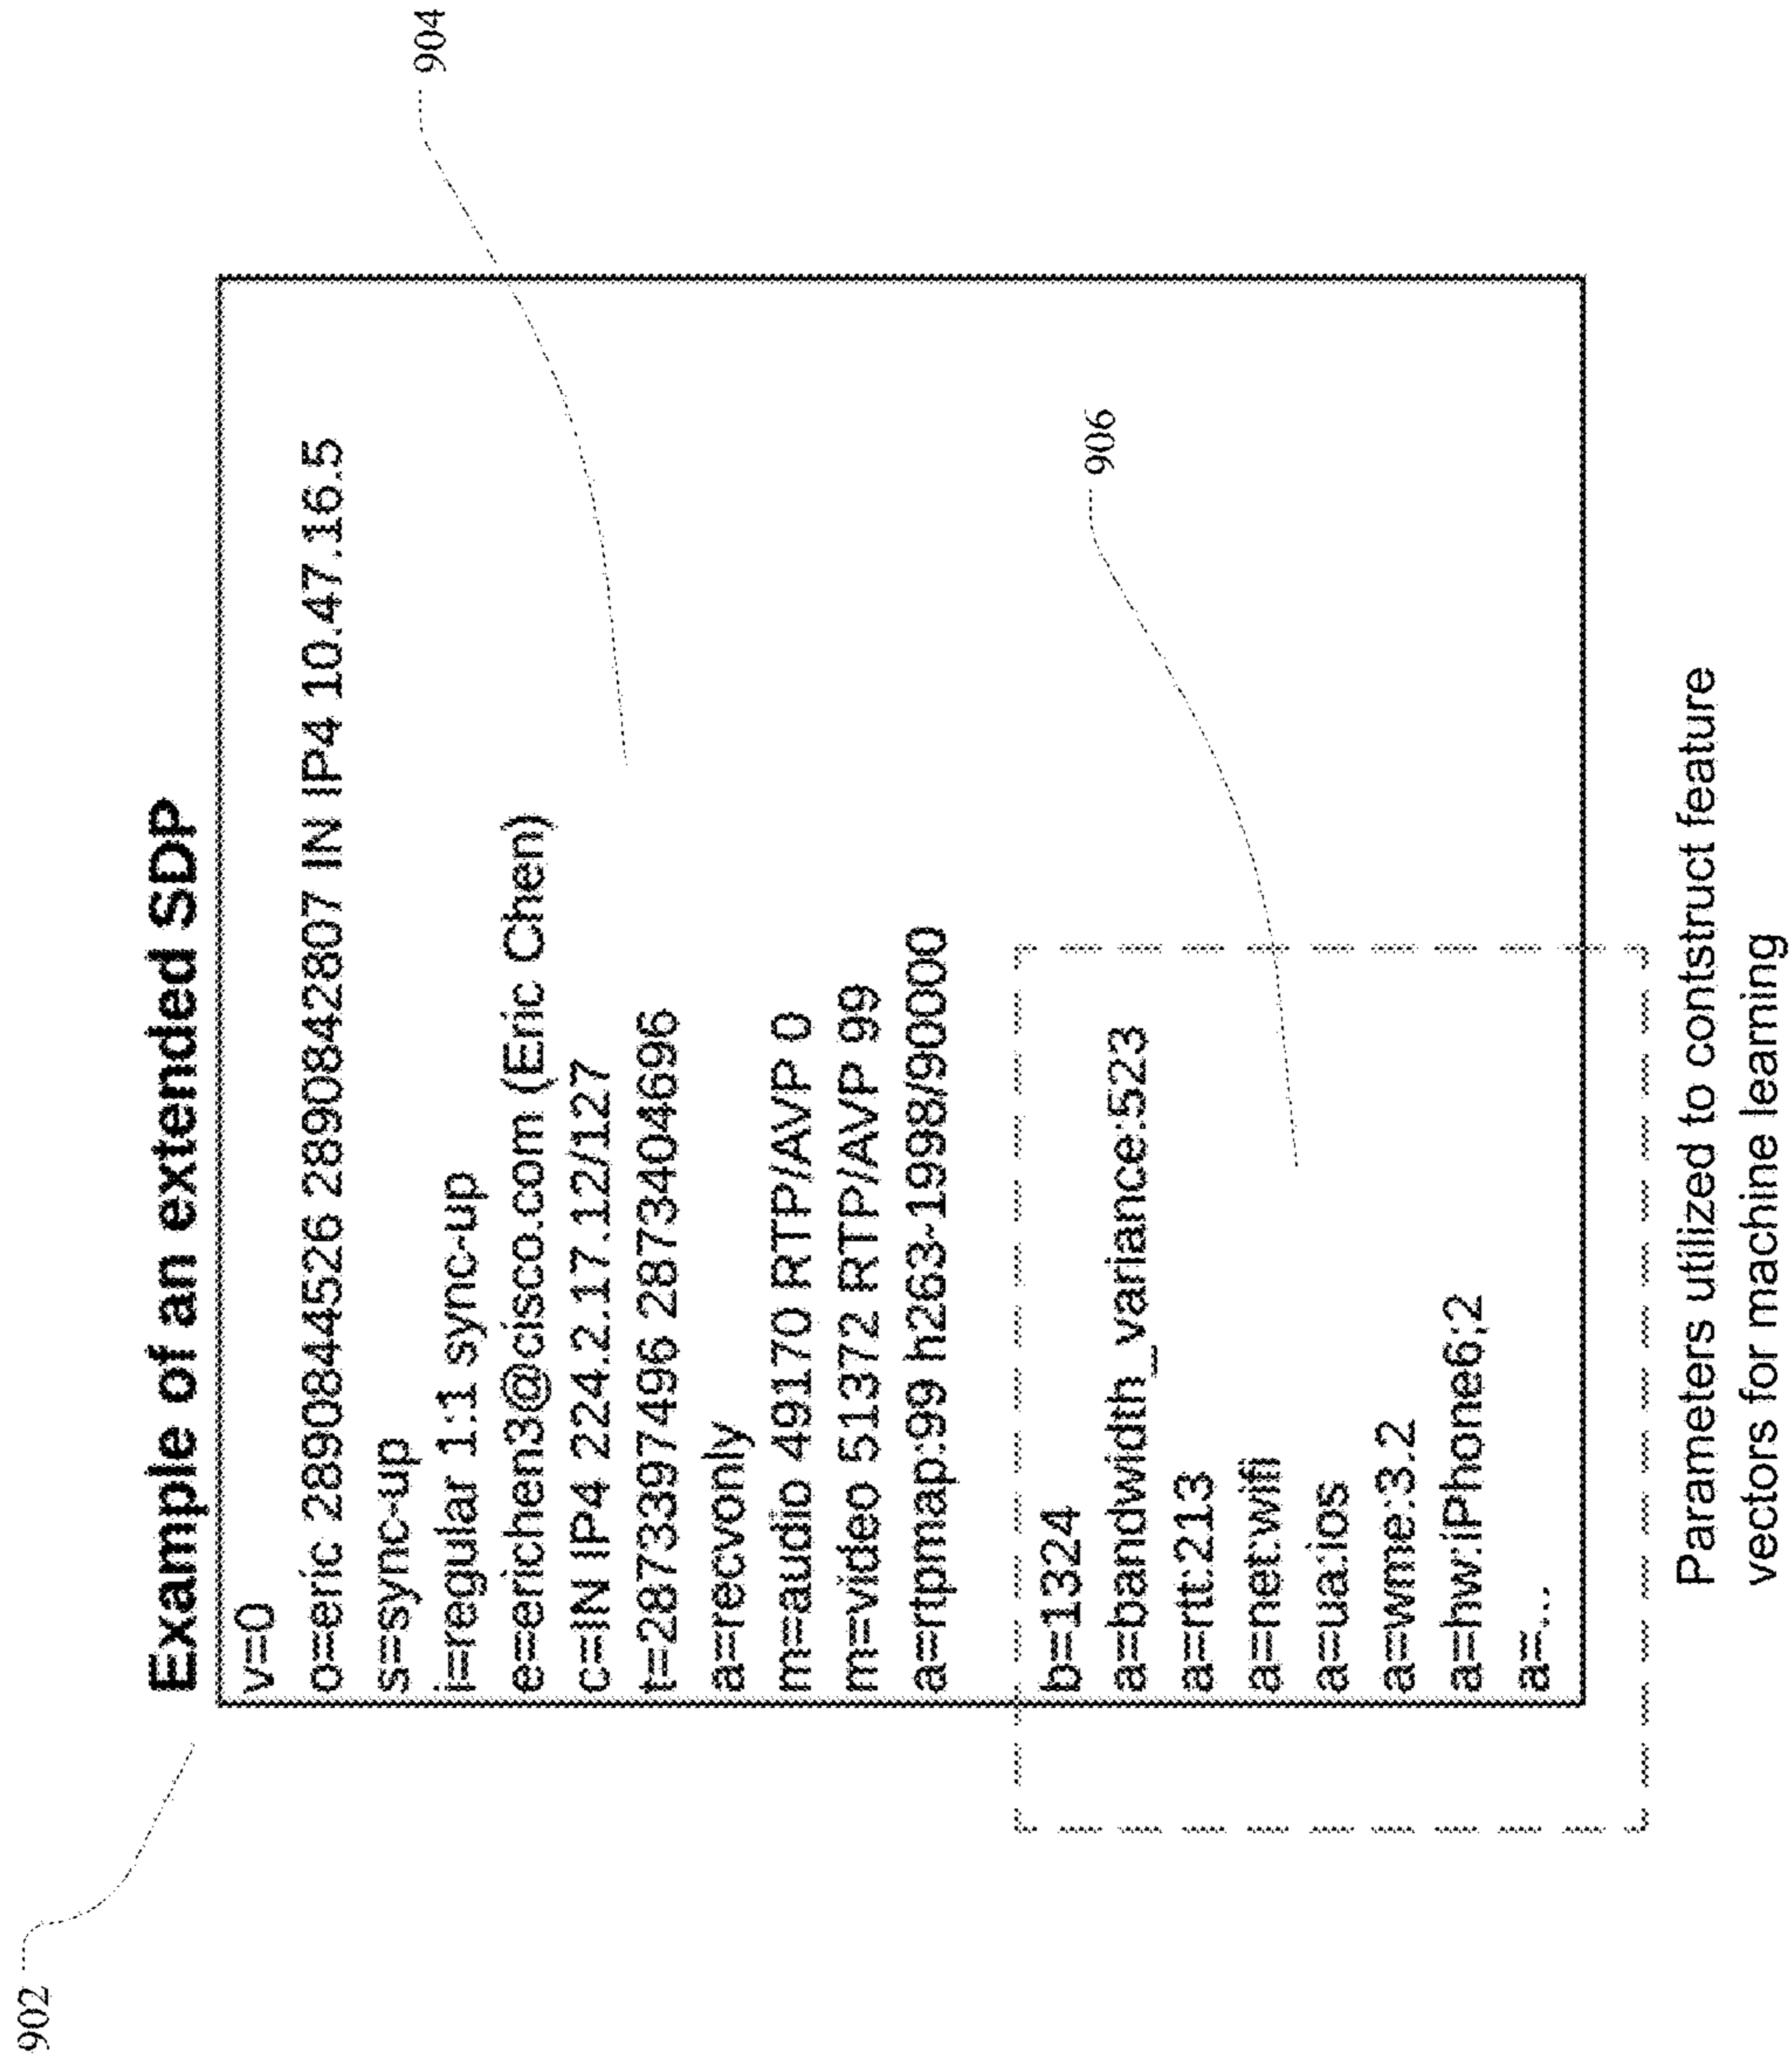 902
Example of an extended SDP
v=0
o=eric 2890844526 2890842807 IN IP4 10.47.16.5
s=sync-up
i=regular 1:1 sync-up
e=erichen3@cisco.com (Eric Chen)
c=IN IP4 224.2.17.12/127
t=2873397496 2873404696
a=recvonly
m=audio 49170 RTP/AVP 0
m=video 51372 RTP/AVP 99
a=rtpmap:99 h263-1998/90000
904
b=1324
a=bandwidth_variance:523
a=rtt:213
a=net:wifi
a=ua:ios
a=wme:3.2
a=hw:iPhone6;2
a=...
906
Parameters utilized to contstruct feature
vectors for machine learning